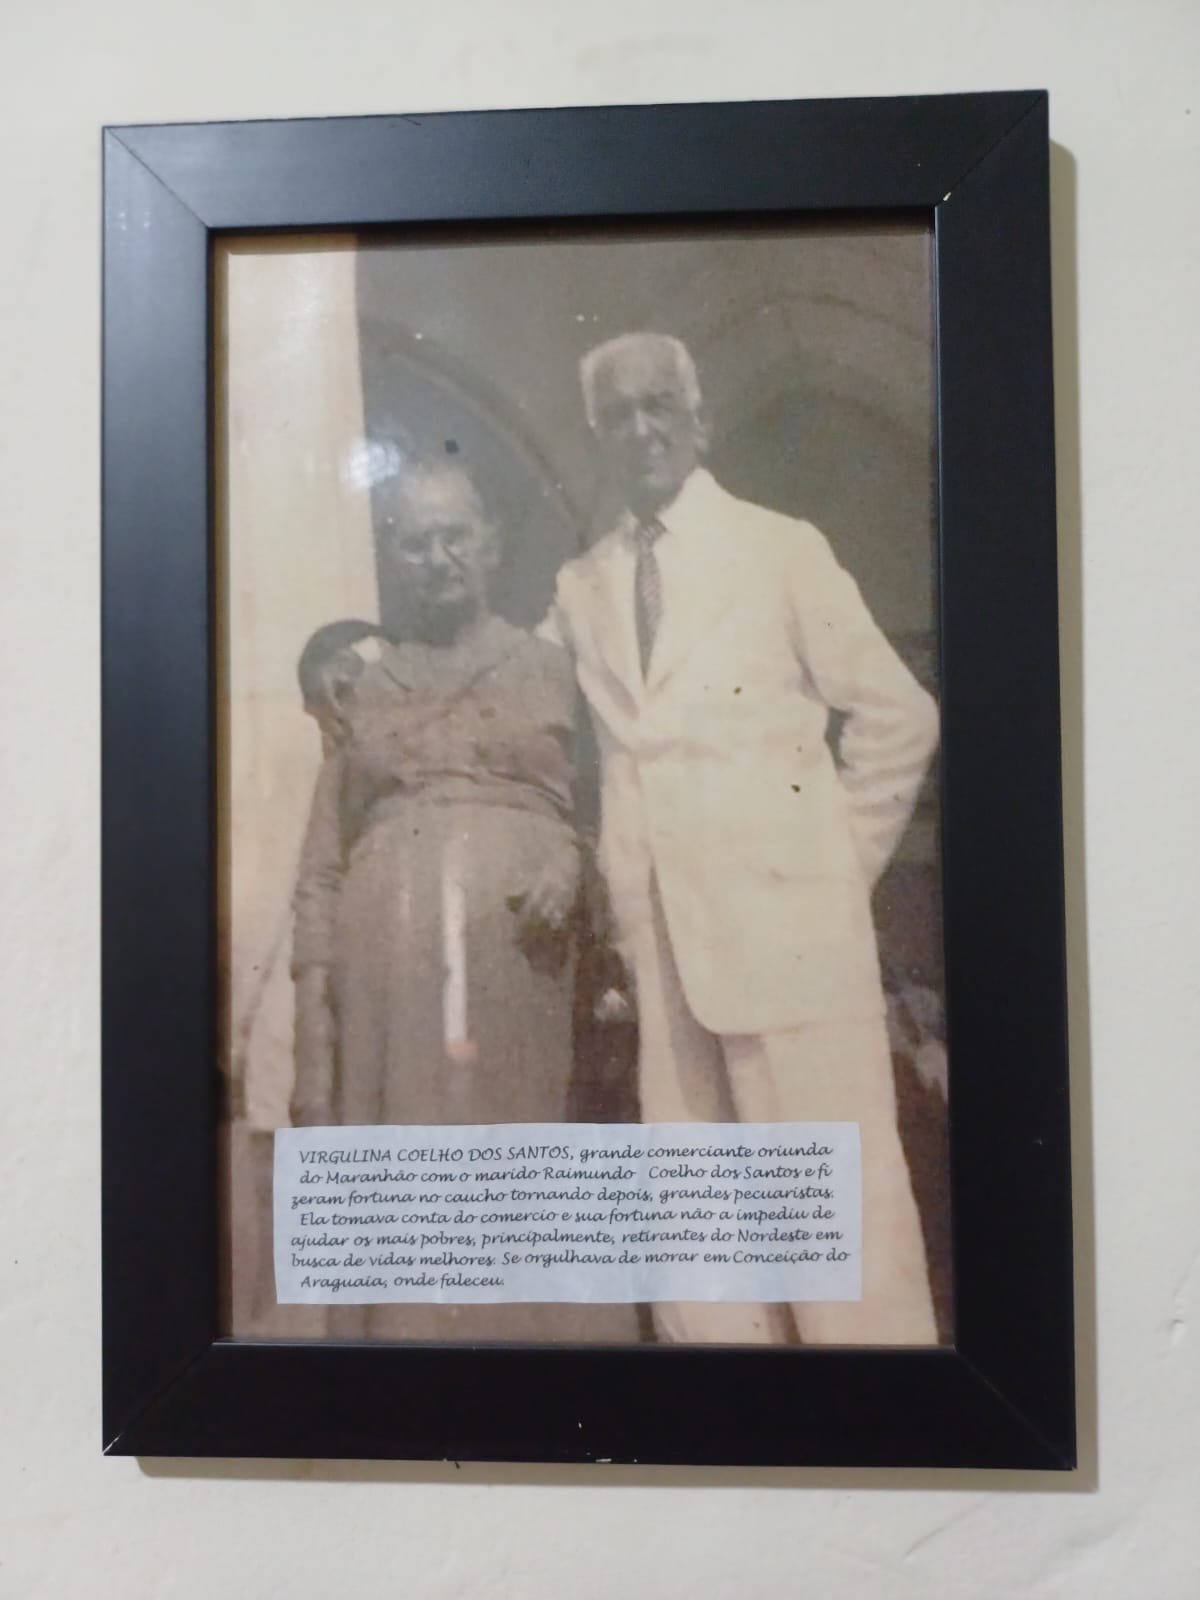 VIRGULINA COELHO DOS SANTOS, grande comerciante oriunda
do Maranhão com o marido Raimundo Coelho dos Santos e fi
zeram fortuna no caucho tornando depois, grandes pecuaristas.
Ela tomava conta do comercio e sua fortuna não a impediu de
ajudar os mais pobres, principalmente, retirantes do Nordeste em
busca de vidas melhores. Se orgulhava de morar em Conceição do
Araguaia, onde faleceu.